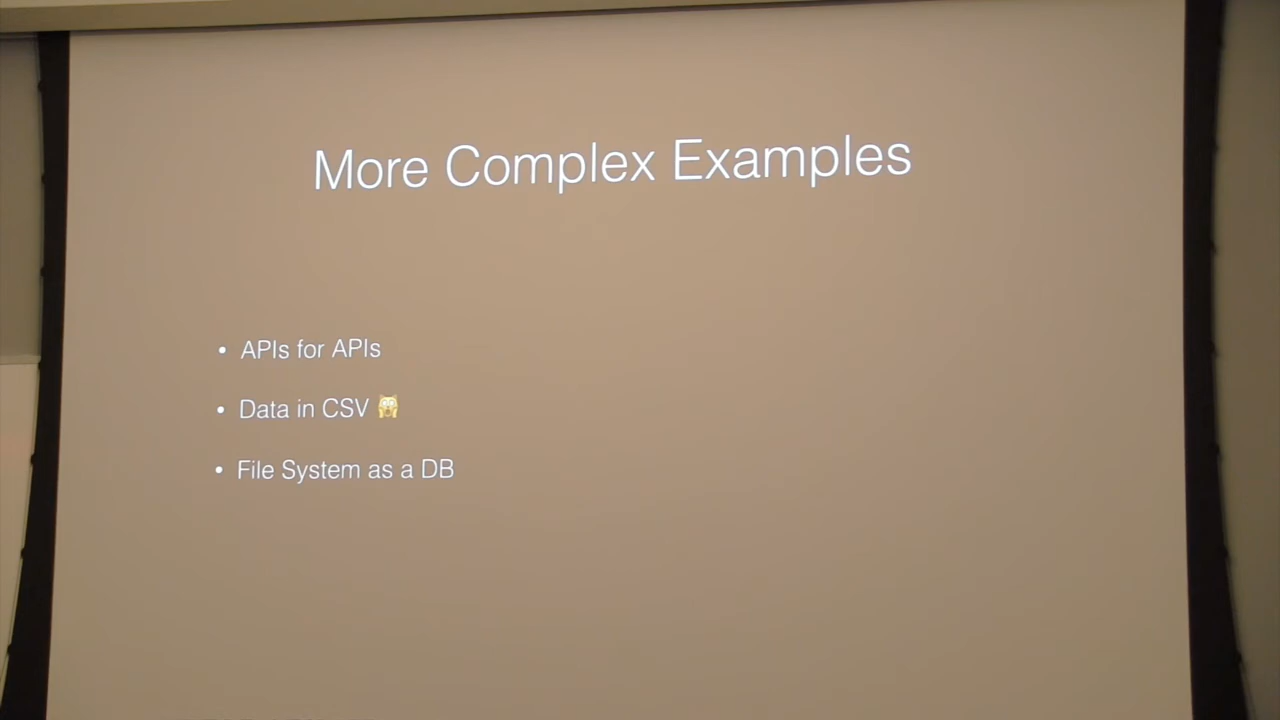 More Complex Examples
• APIs for APIs
• Data in CSV 🙀
• File System as a DB